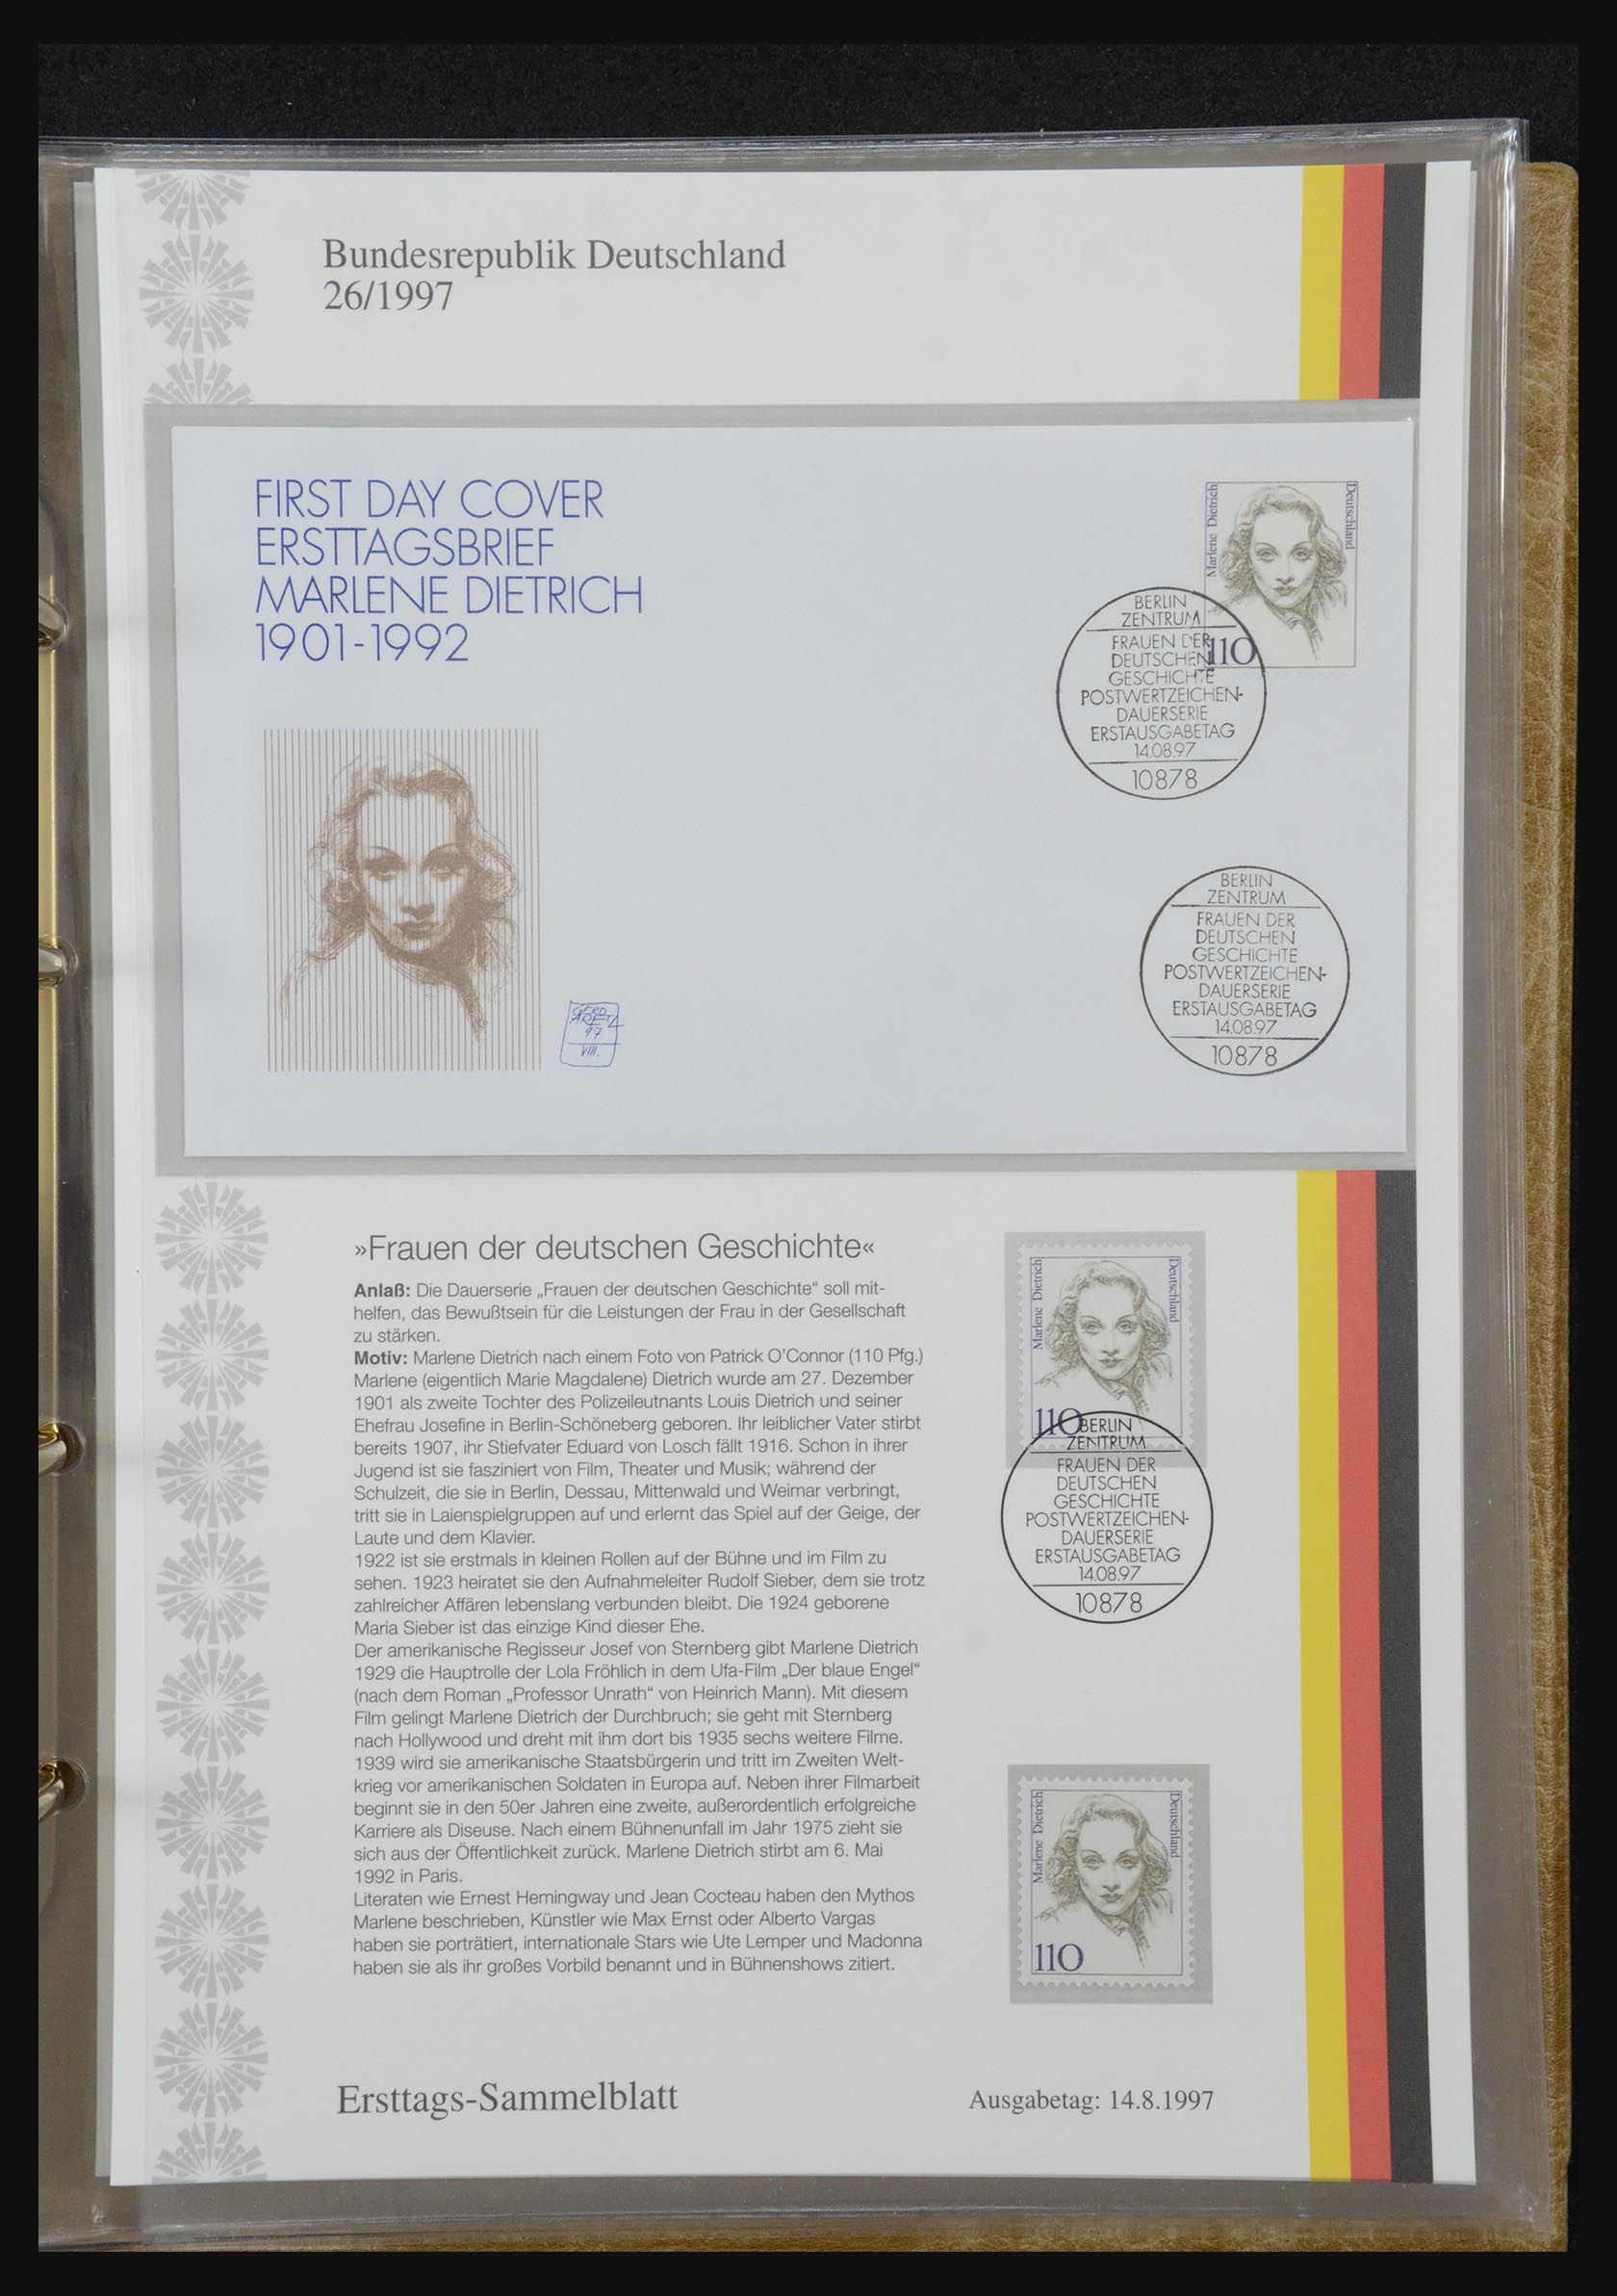 Bundesrepublik Deutschland
26/1997
FIRST DAY COVER
ERSTTAGSBRIEF
MARLENE DIETRICH
1901-1992
Marlene Dietrich
Deutschland
110
BERLIN
ZENTRUM
FRAUEN DER
DEUTSCHEN
GESCHICHTE
POSTWERTZEICHEN-
DAUERSERIE
ERSTAUSGABETAG
14.08.97
10878
GERD
ARETZ
97
VIII.
BERLIN
ZENTRUM
FRAUEN DER
DEUTSCHEN
GESCHICHTE
POSTWERTZEICHEN-
DAUERSERIE
ERSTAUSGABETAG
14.08.97
10878
»Frauen der deutschen Geschichte«
Anlaß: Die Dauerserie „Frauen der deutschen Geschichte“ soll mit-
helfen, das Bewußtsein für die Leistungen der Frau in der Gesellschaft
zu stärken.
Motiv: Marlene Dietrich nach einem Foto von Patrick O'Connor (110 Pfg.)
Marlene (eigentlich Marie Magdalene) Dietrich wurde am 27. Dezember
1901 als zweite Tochter des Polizeileutnants Louis Dietrich und seiner
Ehefrau Josefine in Berlin-Schöneberg geboren. Ihr leiblicher Vater stirbt
bereits 1907, ihr Stiefvater Eduard von Losch fällt 1916. Schon in ihrer
Jugend ist sie fasziniert von Film, Theater und Musik; während der
Schulzeit, die sie in Berlin, Dessau, Mittenwald und Weimar verbringt,
tritt sie in Laienspielgruppen auf und erlernt das Spiel auf der Geige, der
Laute und dem Klavier.
1922 ist sie erstmals in kleinen Rollen auf der Bühne und im Film zu
sehen. 1923 heiratet sie den Aufnahmeleiter Rudolf Sieber, dem sie trotz
zahlreicher Affären lebenslang verbunden bleibt. Die 1924 geborene
Maria Sieber ist das einzige Kind dieser Ehe.
Der amerikanische Regisseur Josef von Sternberg gibt Marlene Dietrich
1929 die Hauptrolle der Lola Fröhlich in dem Ufa-Film „Der blaue Engel“
(nach dem Roman „Professor Unrath“ von Heinrich Mann). Mit diesem
Film gelingt Marlene Dietrich der Durchbruch; sie geht mit Sternberg
nach Hollywood und dreht mit ihm dort bis 1935 sechs weitere Filme.
1939 wird sie amerikanische Staatsbürgerin und tritt im Zweiten Welt-
krieg vor amerikanischen Soldaten in Europa auf. Neben ihrer Filmarbeit
beginnt sie in den 50er Jahren eine zweite, außerordentlich erfolgreiche
Karriere als Diseuse. Nach einem Bühnenunfall im Jahr 1975 zieht sie
sich aus der Öffentlichkeit zurück. Marlene Dietrich stirbt am 6. Mai
1992 in Paris.
Literaten wie Ernest Hemingway und Jean Cocteau haben den Mythos
Marlene beschrieben, Künstler wie Max Ernst oder Alberto Vargas
haben sie porträtiert, internationale Stars wie Ute Lemper und Madonna
haben sie als ihr großes Vorbild benannt und in Bühnenshows zitiert.
Marlene Dietrich
Deutschland
110
BERLIN
ZENTRUM
FRAUEN DER
DEUTSCHEN
GESCHICHTE
POSTWERTZEICHEN-
DAUERSERIE
ERSTAUSGABETAG
14.08.97
10878
Marlene Dietrich
Deutschland
110
Ersttags-Sammelblatt
Ausgabetag: 14.8.1997